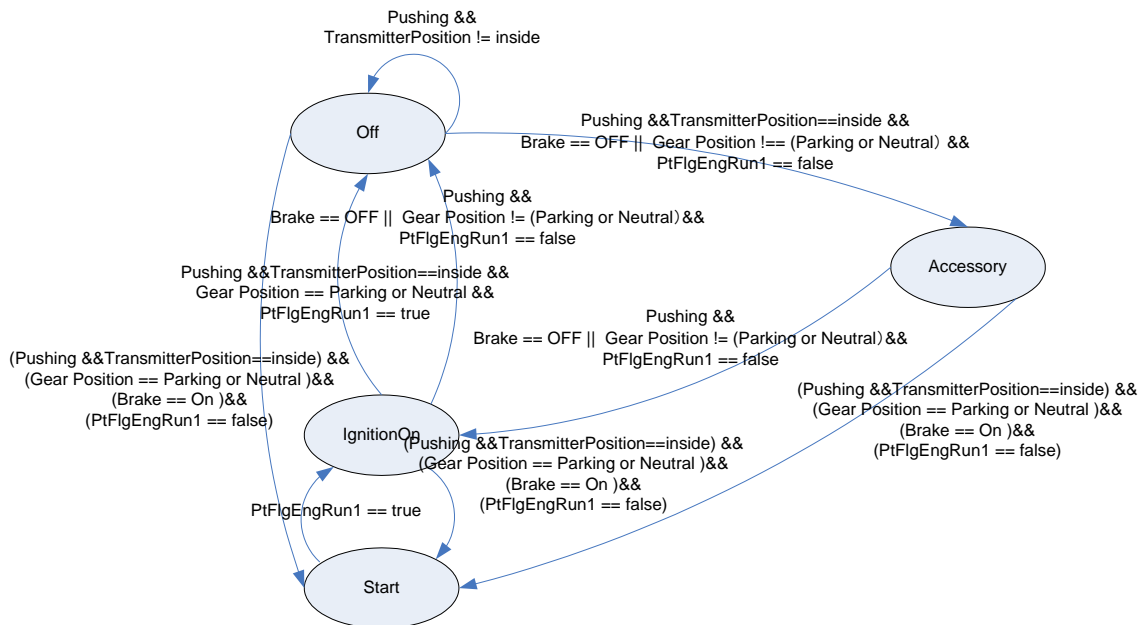 Pushing &&
TransmitterPosition != inside
Off
Pushing &&TransmitterPosition==inside &&
Brake == OFF || Gear Position !== (Parking or Neutral) &&
PtFlgEngRun1 == false
Pushing &&
Brake == OFF || Gear Position != (Parking or Neutral)&&
PtFlgEngRun1 == false
Accessory
Pushing &&TransmitterPosition==inside &&
Gear Position == Parking or Neutral &&
PtFlgEngRun1 == true
Pushing &&
Brake == OFF || Gear Position != (Parking or Neutral)&&
PtFlgEngRun1 == false
(Pushing &&TransmitterPosition==inside) &&
(Gear Position == Parking or Neutral )&&
(Brake == On )&&
(PtFlgEngRun1 == false)
(Pushing &&TransmitterPosition==inside) &&
(Gear Position == Parking or Neutral )&&
(Brake == On )&&
(PtFlgEngRun1 == false)
IgnitionOn
(Pushing &&TransmitterPosition==inside) &&
(Gear Position == Parking or Neutral )&&
(Brake == On )&&
(PtFlgEngRun1 == false)
PtFlgEngRun1 == true
Start